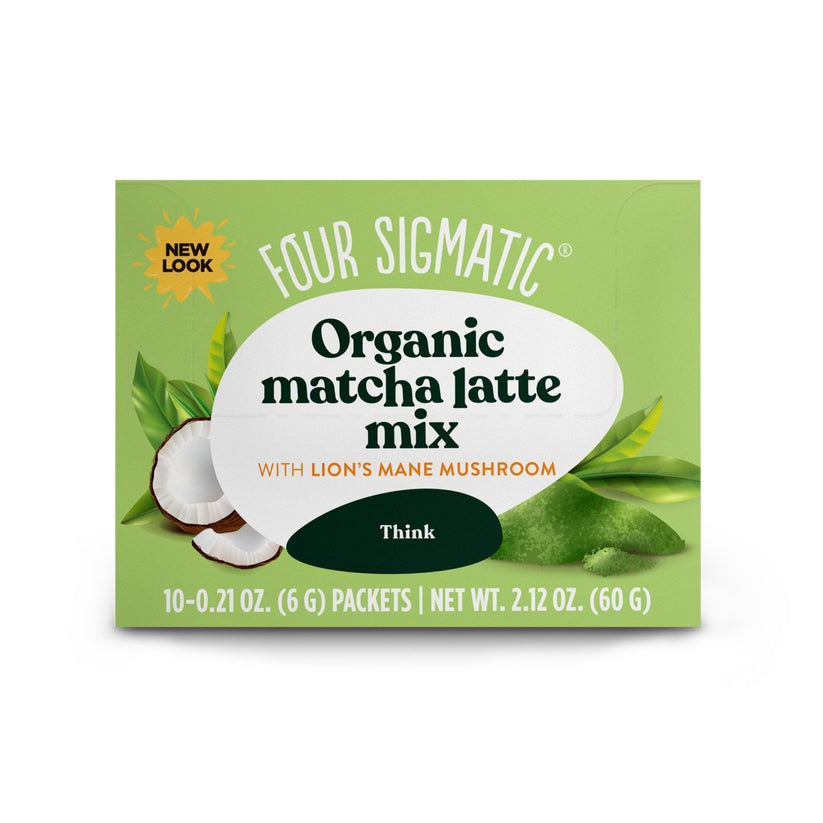 NEW
LOOK
FOUR SIGMATIC®
Organic
matcha latte
mix
WITH LION'S MANE MUSHROOM
Think
10-0.21 OZ. (6 G) PACKETS | NET WT. 2.12 OZ. (60 G)